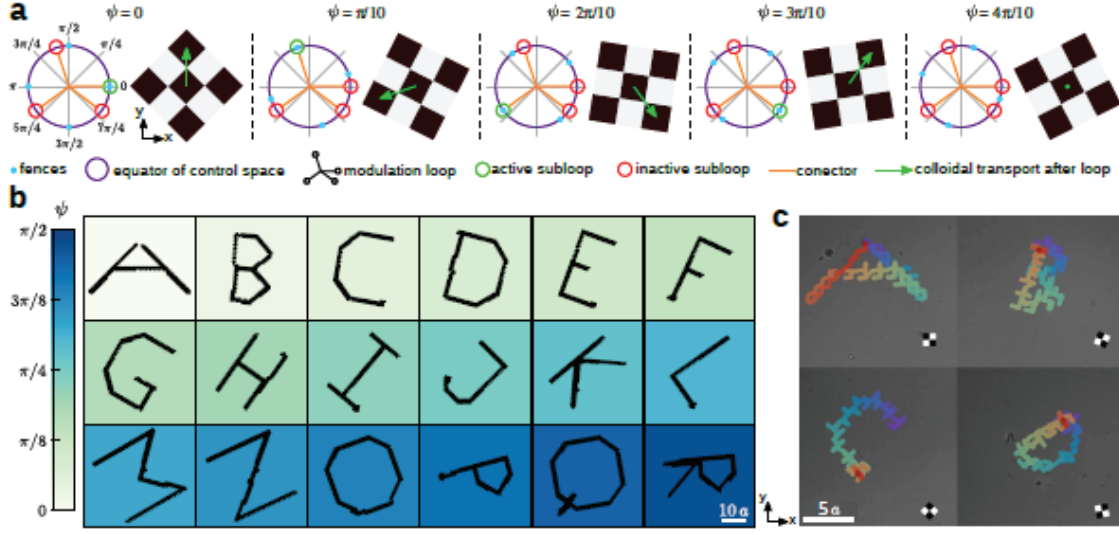 a
ψ = 0
ψ = π/10
ψ = 2π/10
ψ = 3π/10
ψ = 4π/10
π/2
3π/4
π/4
π
0
5π/4
7π/4
3π/2
y
x
fences
equator of control space
modulation loop
active subloop
inactive subloop
conector
colloidal transport after loop
b
ψ
π/2
3π/8
π/4
π/8
0
A B C D E F
G H I J K L
M N O P Q R
10 a
y
x
c
5 a